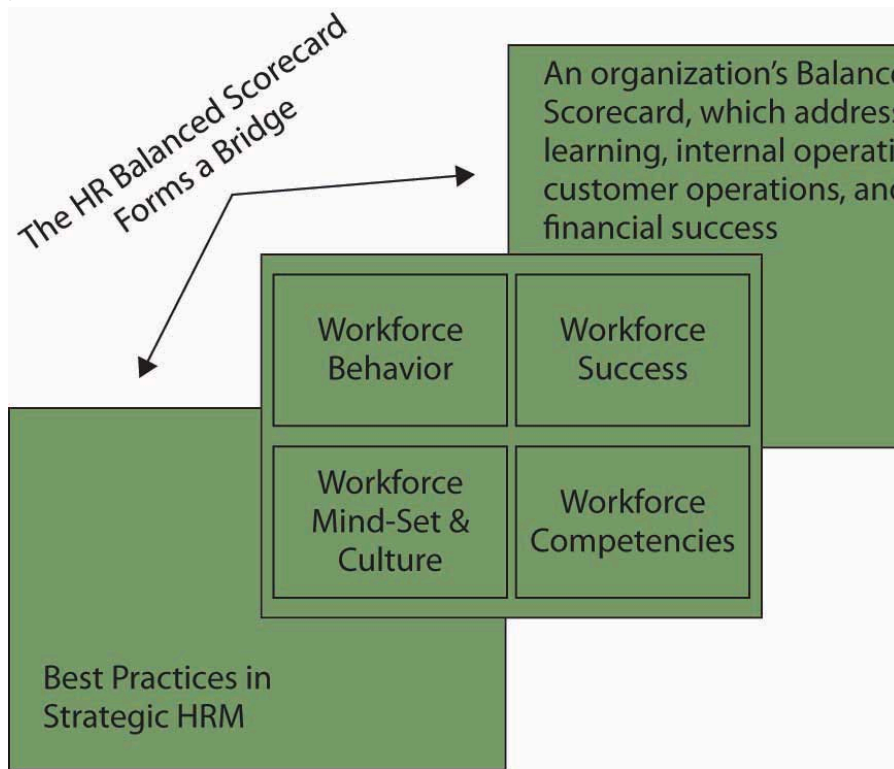 The HR Balanced Scorecard
Forms a Bridge
An organization's
Scorecard, which
learning, internal
customer operations,
financial success
Workforce
Behavior
Workforce
Success
Workforce
Mind-Set &
Culture
Workforce
Competencies
Best Practices in
Strategic HRM